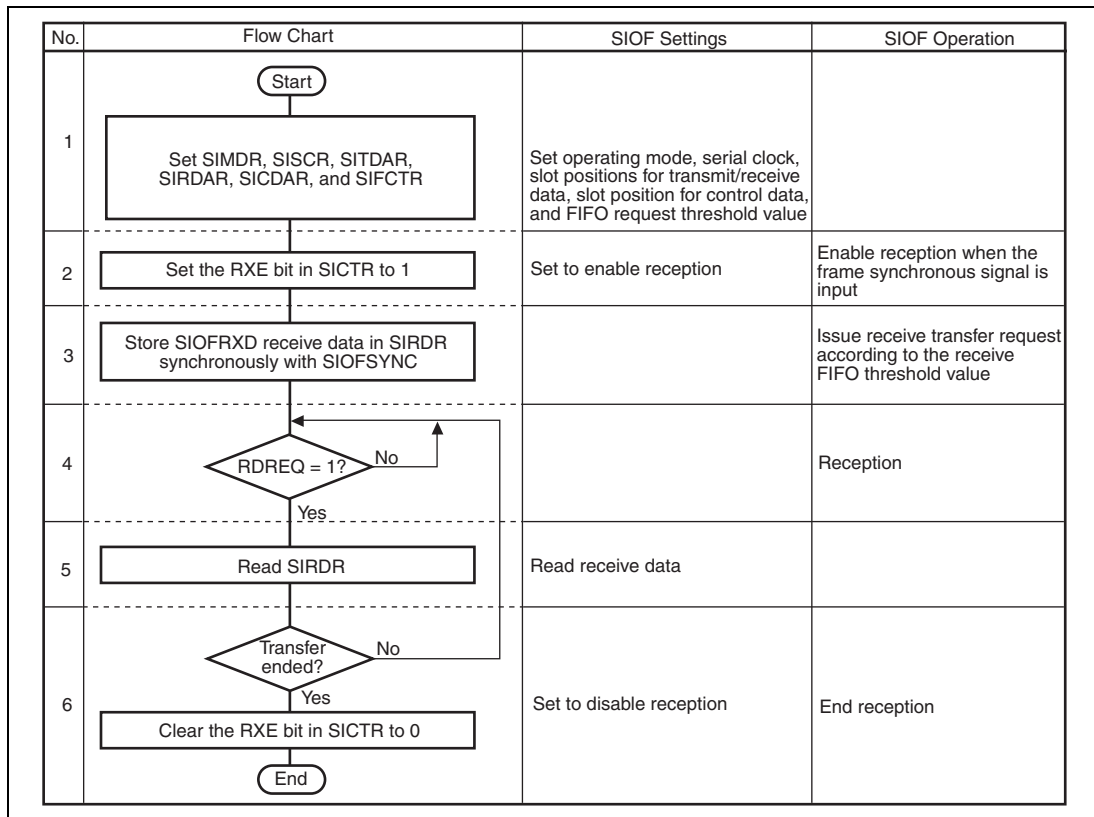 No.
Flow Chart
SIOF Settings
SIOF Operation
1
Start
Set SIMDR, SISCR, SITDAR,
SIRDAR, SICDAR, and SIFCTR
Set operating mode, serial clock,
slot positions for transmit/receive
data, slot position for control data,
and FIFO request threshold value
2
Set the RXE bit in SICTR to 1
Set to enable reception
Enable reception when the
frame synchronous signal is
input
3
Store SIOFRXD receive data in SIRDR
synchronously with SIOFSYNC
Issue receive transfer request
according to the receive
FIFO threshold value
4
RDREQ = 1?
No
Yes
Reception
5
Read SIRDR
Read receive data
6
Transfer
ended?
No
Yes
Clear the RXE bit in SICTR to 0
End
Set to disable reception
End reception